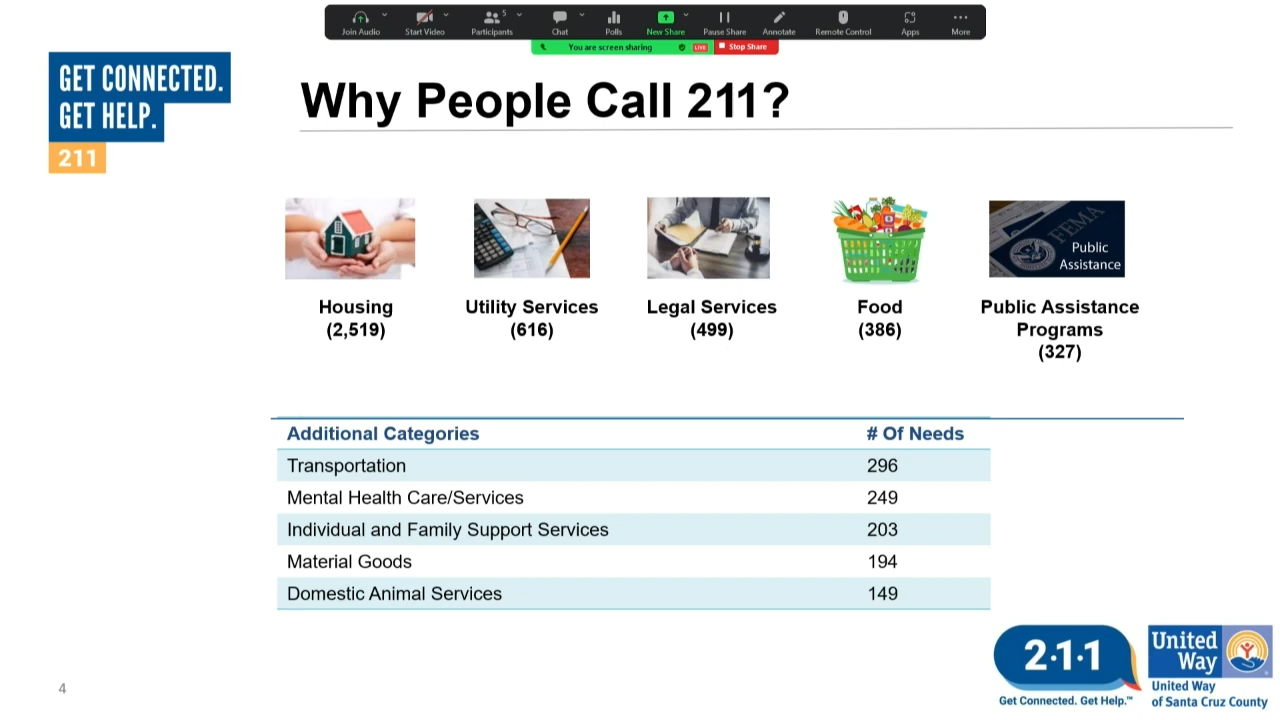 Join Audio
Start Video
Participants
5
Chat
Polls
New Share
Pause Share
Annotate
Remote Control
Apps
More
You are screen sharing
LIVE
Stop Share
GET CONNECTED.
GET HELP.
211
Why People Call 211?
FEMA
Public
Assistance
Housing
(2,519)
Utility Services
(616)
Legal Services
(499)
Food
(386)
Public Assistance
Programs
(327)
Additional Categories # Of Needs
Transportation 296
Mental Health Care/Services 249
Individual and Family Support Services 203
Material Goods 194
Domestic Animal Services 149
2·1·1
Get Connected. Get Help.™
United
Way
United Way
of Santa Cruz County
4